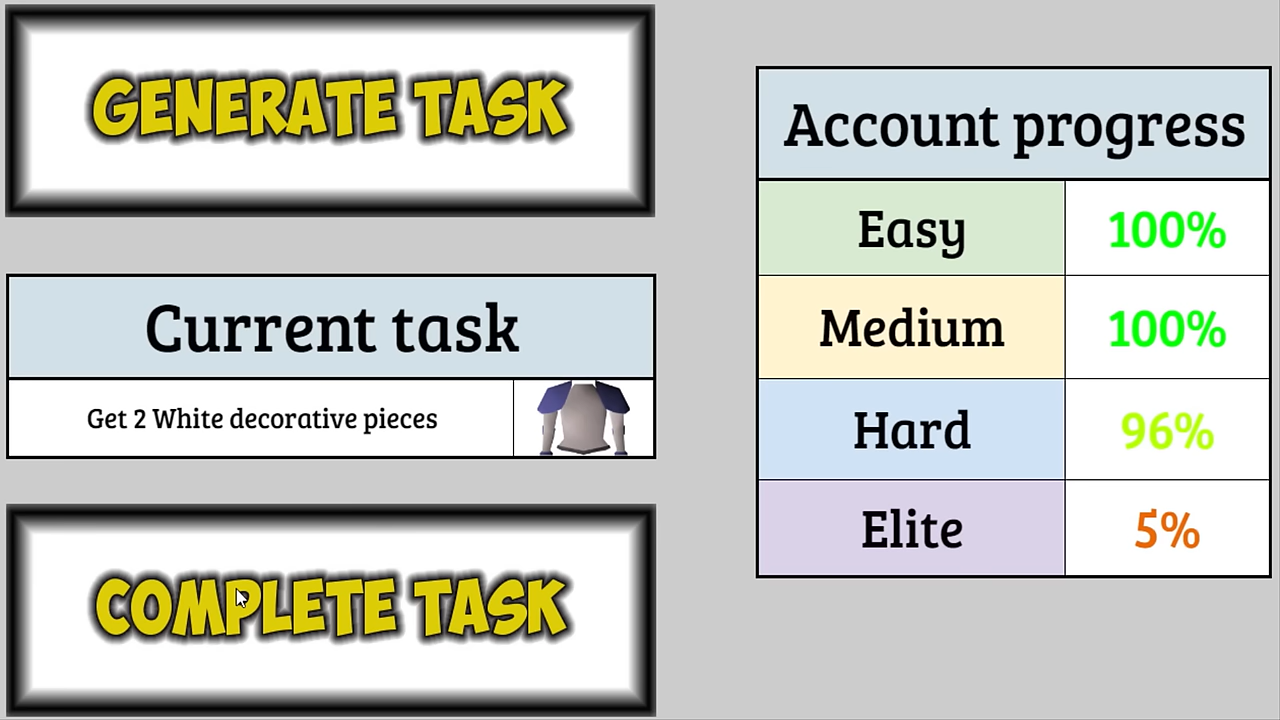 GENERATE TASK
Current task
Get 2 White decorative pieces
COMPLETE TASK
Account progress
Easy 100%
Medium 100%
Hard 96%
Elite 5%